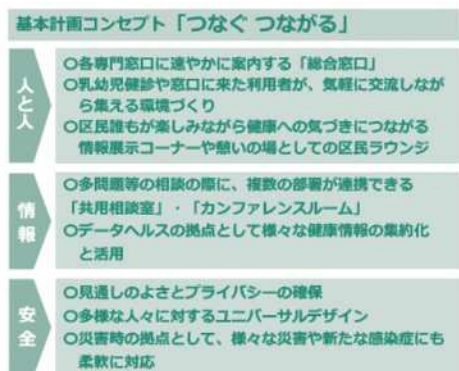 基本計画コンセプト「つなぐ つながる」
人と人
○各専門窓口に速やかに案内する「総合窓口」
○乳幼児健診や窓口に来た利用者が、気軽に交流しなが
ら集える環境づくり
○区民誰もが楽しみながら健康への気づきにつながる
情報展示コーナーや憩いの場としての区民ラウンジ
情報
○多問題等の相談の際に、複数の部署が連携できる
「共用相談室」・「カンファレンスルーム」
○データヘルスの拠点として様々な健康情報の集約化
と活用
安全
○見通しのよさとプライバシーの確保
○多様な人々に対するユニバーサルデザイン
○災害時の拠点として、様々な災害や新たな感染症にも
柔軟に対応